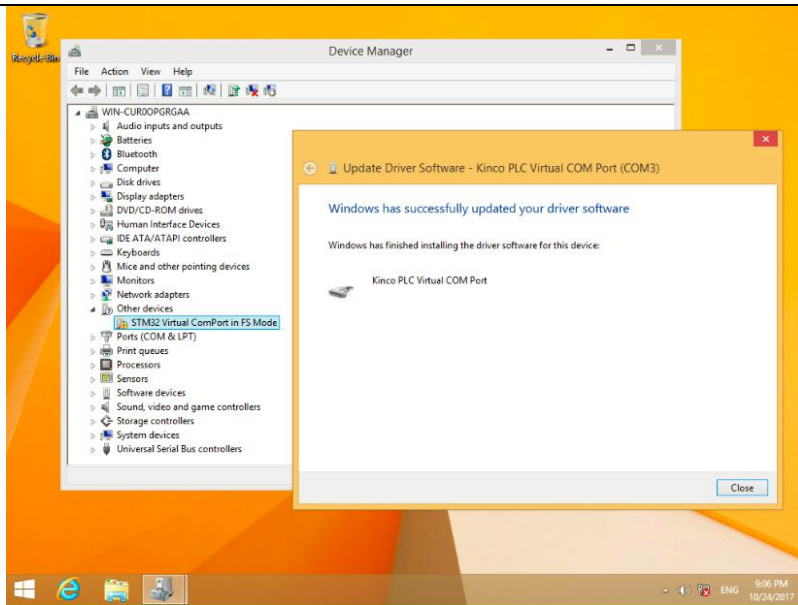 Recycle Bin
Device Manager
File Action View Help
WIN-CUR0OPGRGAA
Audio inputs and outputs
Batteries
Bluetooth
Computer
Disk drives
Display adapters
DVD/CD-ROM drives
Human Interface Devices
IDE ATA/ATAPI controllers
Keyboards
Mice and other pointing devices
Monitors
Network adapters
Other devices
STM32 Virtual ComPort in FS Mode
Ports (COM & LPT)
Print queues
Processors
Sensors
Software devices
Sound, video and game controllers
Storage controllers
System devices
Universal Serial Bus controllers
Update Driver Software - Kinco PLC Virtual COM Port (COM3)
Windows has successfully updated your driver software
Windows has finished installing the driver software for this device:
Kinco PLC Virtual COM Port
Close
ENG
9:06 PM
10/24/2017